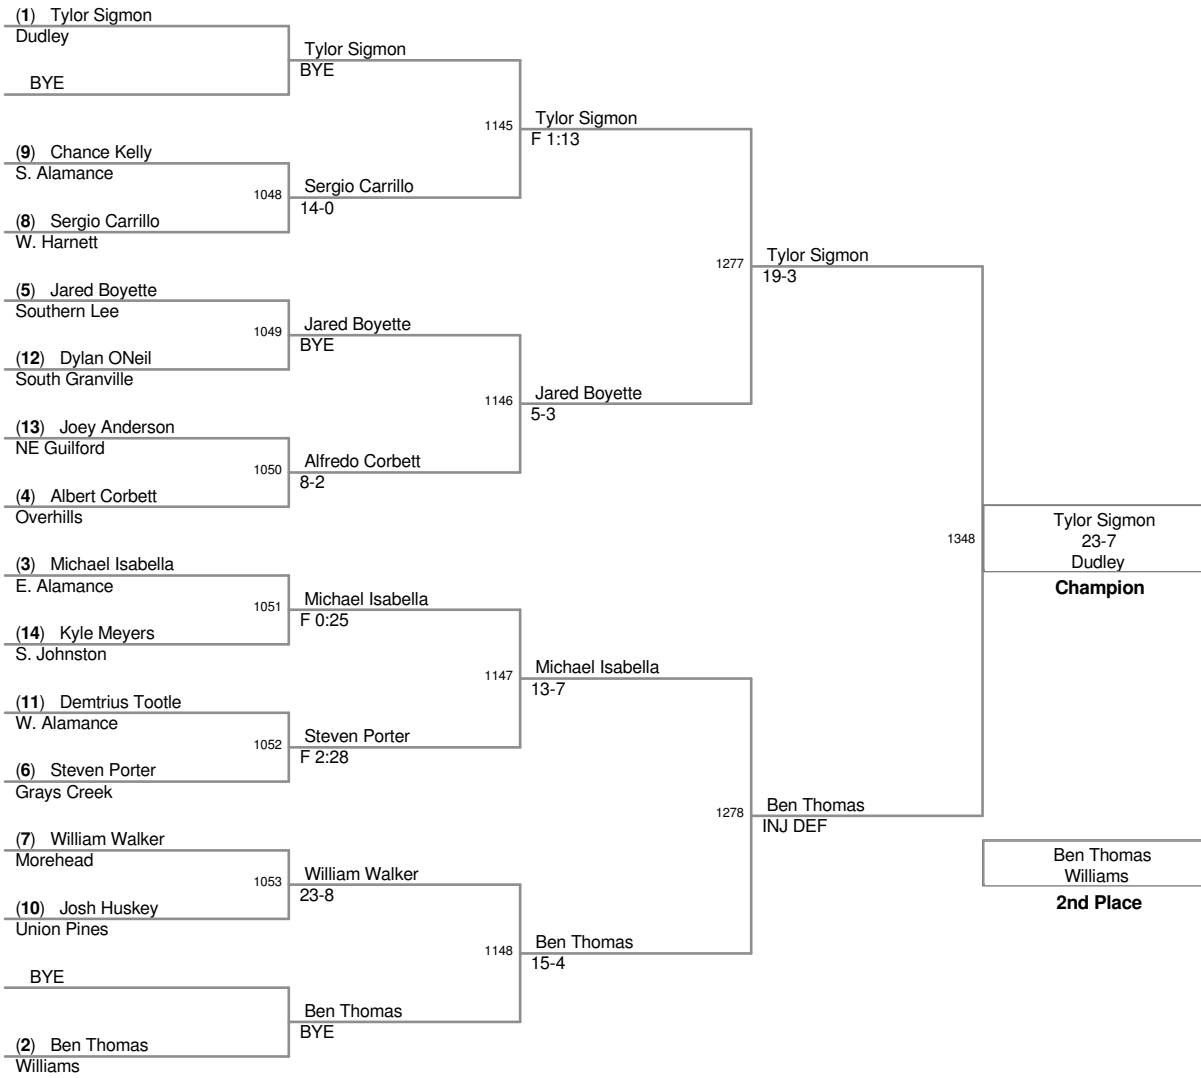 (1) Tylor Sigmon
Dudley
BYE
(9) Chance Kelly
S. Alamance
(8) Sergio Carrillo
W. Harnett
(5) Jared Boyette
Southern Lee
(12) Dylan ONeil
South Granville
(13) Joey Anderson
NE Guilford
(4) Albert Corbett
Overhills
(3) Michael Isabella
E. Alamance
(14) Kyle Meyers
S. Johnston
(11) Demtrius Tootle
W. Alamance
(6) Steven Porter
Grays Creek
(7) William Walker
Morehead
(10) Josh Huskey
Union Pines
BYE
(2) Ben Thomas
Williams
1048
1049
1050
1051
1052
1053
Tylor Sigmon
BYE
Sergio Carrillo
14-0
Jared Boyette
BYE
Alfredo Corbett
8-2
Michael Isabella
F 0:25
Steven Porter
F 2:28
William Walker
23-8
Ben Thomas
BYE
1145
1146
1147
1148
Tylor Sigmon
F 1:13
Jared Boyette
5-3
Michael Isabella
13-7
Ben Thomas
15-4
1277
1278
Tylor Sigmon
19-3
Ben Thomas
INJ DEF
1348
Tylor Sigmon
23-7
Dudley
Champion
Ben Thomas
Williams
2nd Place